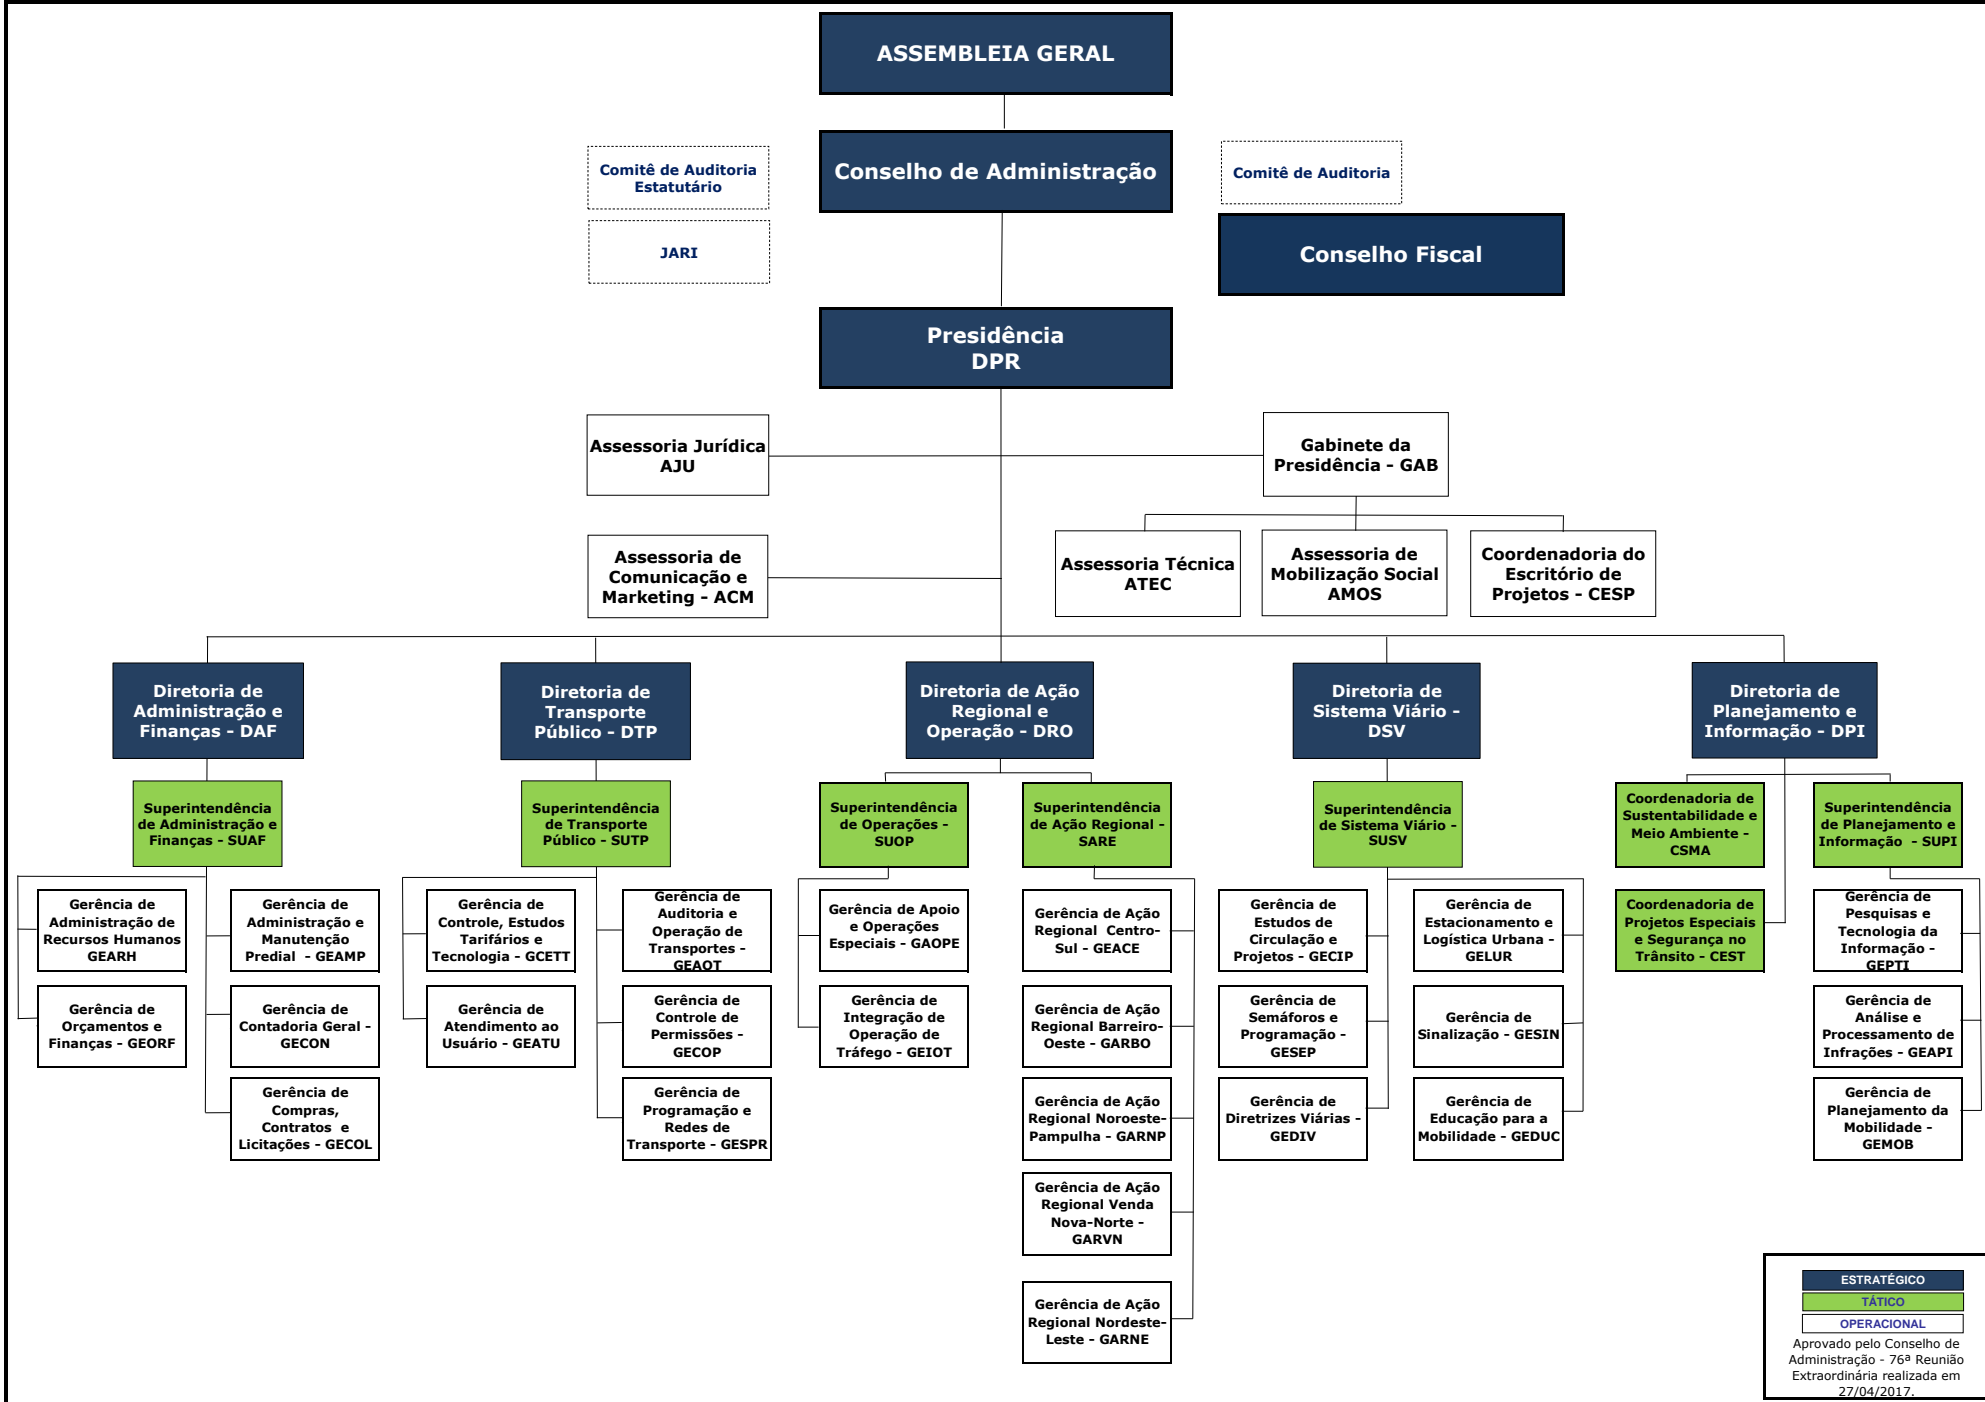 ASSEMBLEIA GERAL
Conselho de Administração
Comitê de Auditoria
Estatutário
JARI
Comitê de Auditoria
Conselho Fiscal
Presidência
DPR
Assessoria Jurídica
AJU
Gabinete da
Presidência - GAB
Assessoria de
Comunicação e
Marketing - ACM
Assessoria Técnica
ATEC
Assessoria de
Mobilização Social
AMOS
Coordenadoria do
Escritório de
Projetos - CESP
Diretoria de
Administração e
Finanças - DAF
Diretoria de
Transporte
Público - DTP
Diretoria de Ação
Regional e
Operação - DRO
Diretoria de
Sistema Viário -
DSV
Diretoria de
Planejamento e
Informação - DPI
Superintendência
de Administração e
Finanças - SUAF
Superintendência
de Transporte
Público - SUTP
Superintendência
de Operações -
SUOP
Superintendência
de Ação Regional -
SARE
Superintendência
de Sistema Viário -
SUSV
Coordenadoria de
Sustentabilidade e
Meio Ambiente -
CSMA
Superintendência
de Planejamento e
Informação - SUPI
Gerência de
Administração de
Recursos Humanos
GEARH
Gerência de
Administração e
Manutenção
Predial - GEAMP
Gerência de
Controle, Estudos
Tarifários e
Tecnologia - GCETT
Gerência de
Auditoria e
Operação de
Transportes -
GEAOT
Gerência de Apoio
e Operações
Especiais - GAOPE
Gerência de Ação
Regional Centro-
Sul - GEACE
Gerência de
Estudos de
Circulação e
Projetos - GECIP
Gerência de
Estacionamento e
Logística Urbana -
GELUR
Coordenadoria de
Projetos Especiais
e Segurança no
Trânsito - CEST
Gerência de
Pesquisas e
Tecnologia da
Informação -
GEPTI
Gerência de
Orçamentos e
Finanças - GEORF
Gerência de
Contadoria Geral -
GECON
Gerência de
Atendimento ao
Usuário - GEATU
Gerência de
Controle de
Permissões -
GECOP
Gerência de
Integração de
Operação de
Tráfego - GEIOT
Gerência de Ação
Regional Barreiro-
Oeste - GARBO
Gerência de
Semáforos e
Programação -
GESEP
Gerência de
Sinalização - GESIN
Gerência de
Análise e
Processamento de
Infrações - GEAPI
Gerência de
Compras,
Contratos e
Licitações - GECOL
Gerência de
Programação e
Redes de
Transporte - GESPR
Gerência de Ação
Regional Noroeste-
Pampulha - GARNP
Gerência de
Diretrizes Viárias -
GEDIV
Gerência de
Educação para a
Mobilidade - GEDUC
Gerência de
Planejamento da
Mobilidade -
GEMOB
Gerência de Ação
Regional Venda
Nova-Norte -
GARVN
Gerência de Ação
Regional Nordeste-
Leste - GARNE
ESTRATÉGICO
TÁTICO
OPERACIONAL
Aprovado pelo Conselho de
Administração - 76ª Reunião
Extraordinária realizada em
27/04/2017.